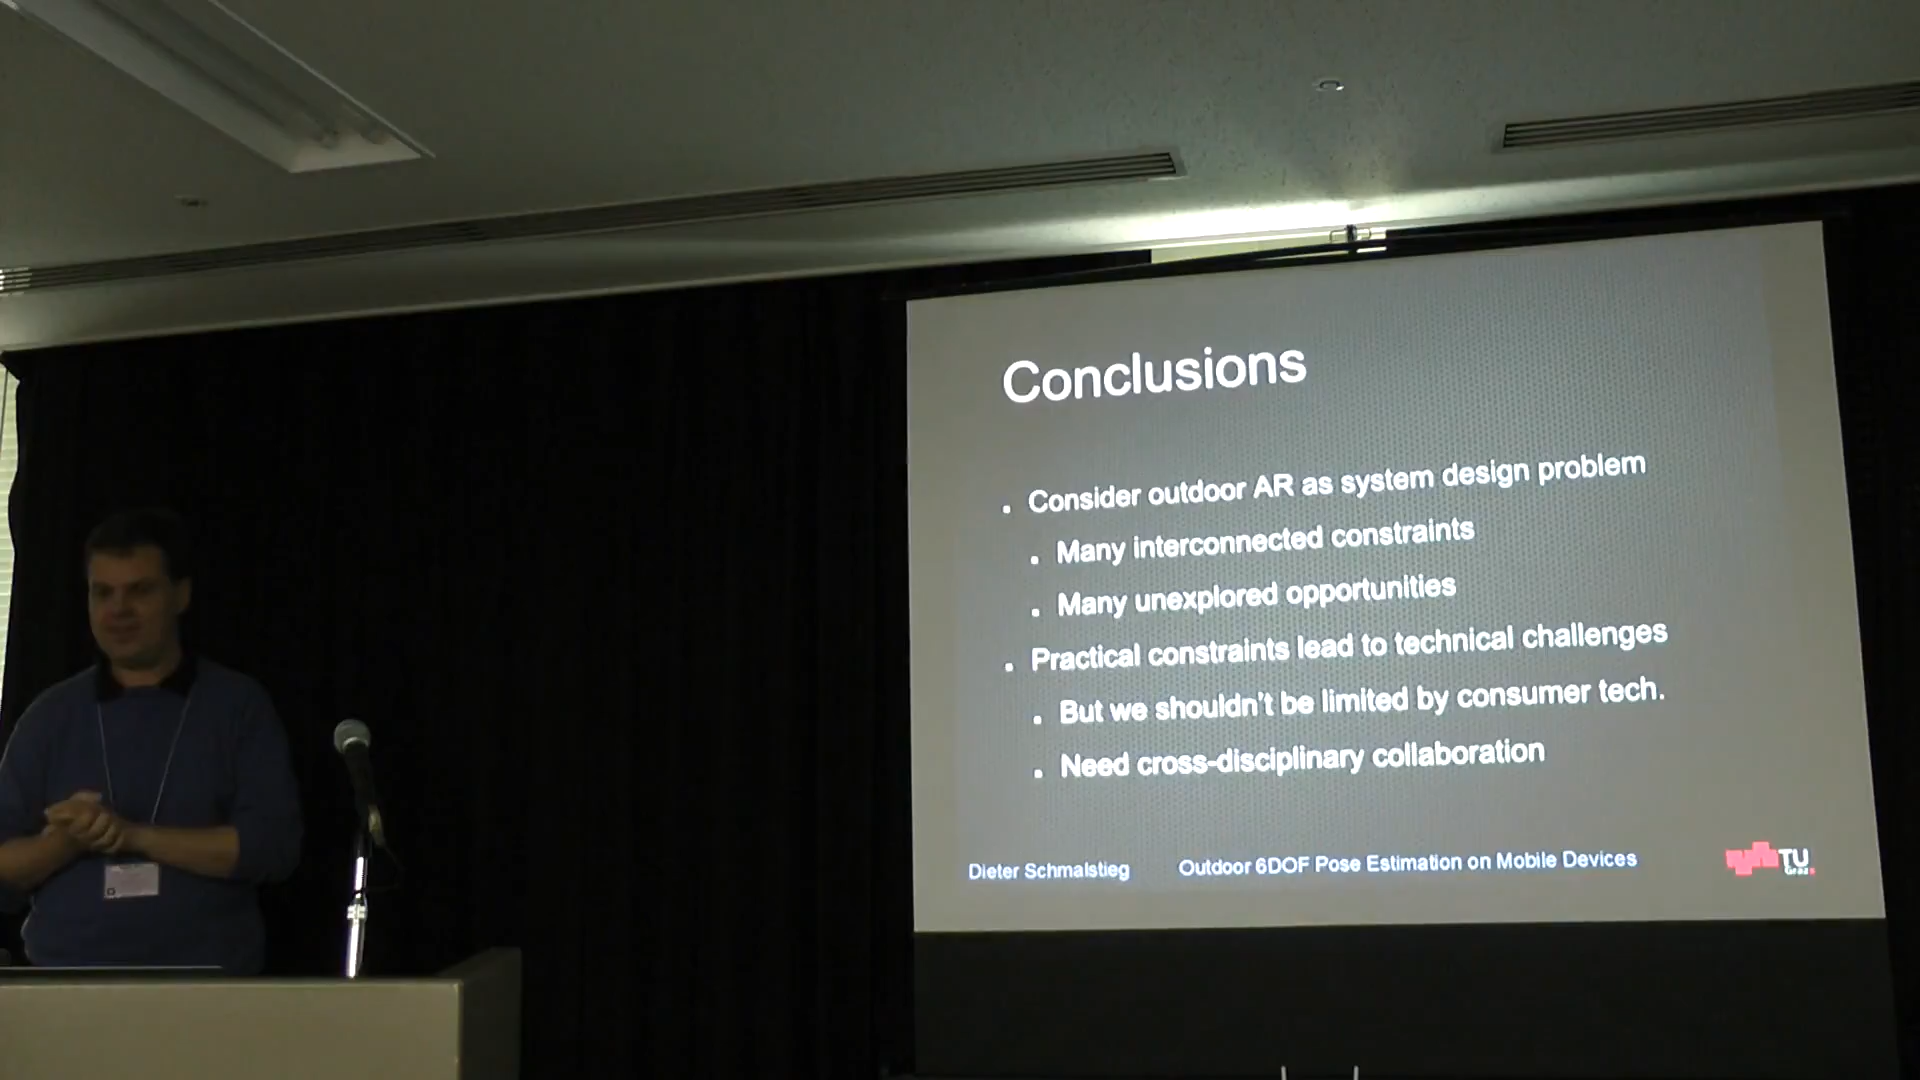 Conclusions
Consider outdoor AR as system design problem
Many interconnected constraints
Many unexplored opportunities
Practical constraints lead to technical challenges
But we shouldn't be limited by consumer tech.
Need cross-disciplinary collaboration
Dieter Schmalstieg Outdoor 6DOF Pose Estimation on Mobile Devices
TU
Graz